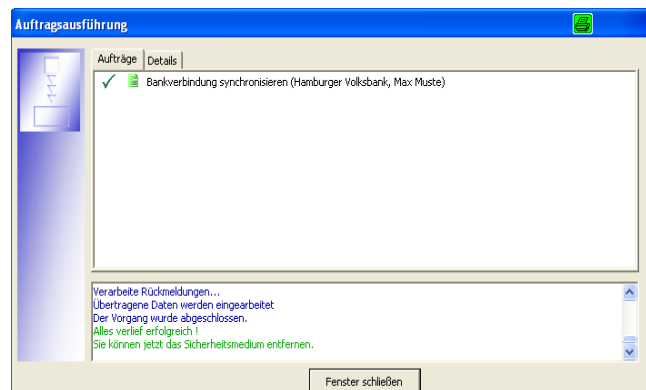 Auftragsausführung
Aufträge Details
Bankverbindung synchronisieren (Hamburger Volksbank, Max Muste)
Verarbeite Rückmeldungen...
Übertragene Daten werden eingearbeitet
Der Vorgang wurde abgeschlossen.
Alles verlief erfolgreich !
Sie können jetzt das Sicherheitsmedium entfernen.
Fenster schließen